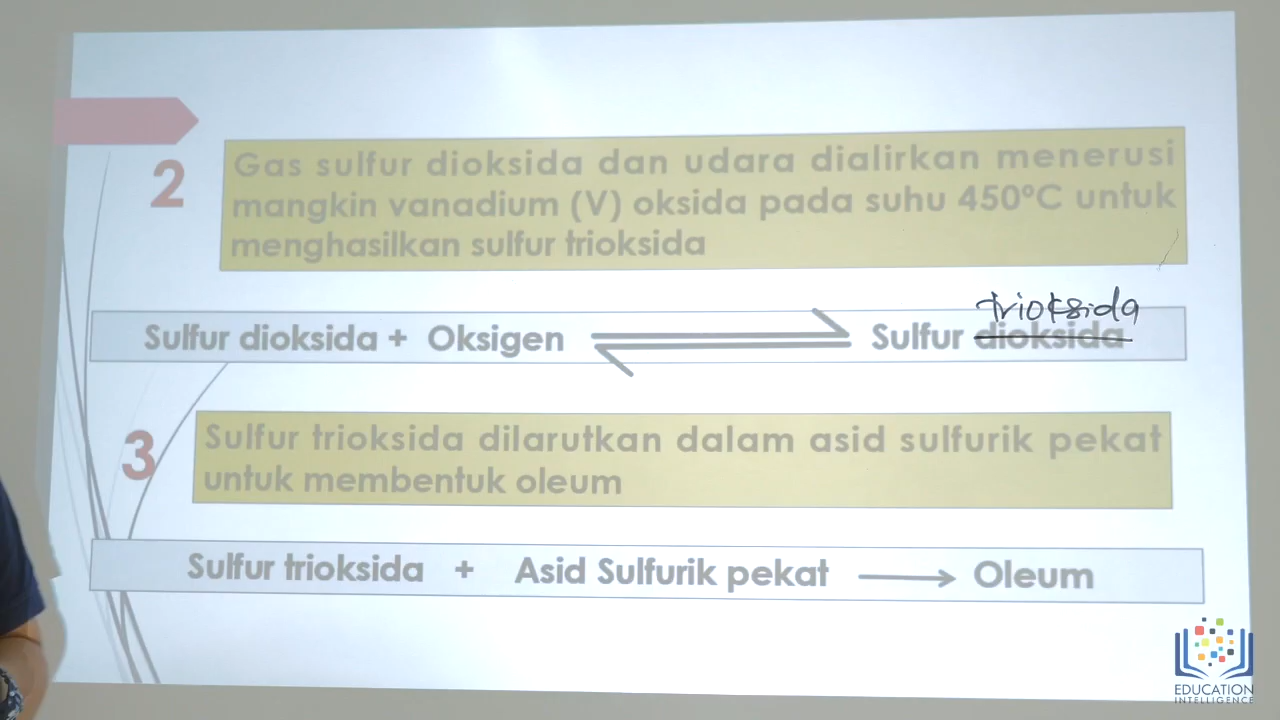 2
Gas sulfur dioksida dan udara dialirkan menerusi
mangkin vanadium (V) oksida pada suhu 450°C untuk
menghasilkan sulfur trioksida
trioksida
Sulfur dioksida + Oksigen ⇌ Sulfur dioksida
3
Sulfur trioksida dilarutkan dalam asid sulfurik pekat
untuk membentuk oleum
Sulfur trioksida + Asid Sulfurik pekat → Oleum
EDUCATION
INTELLIGENCE